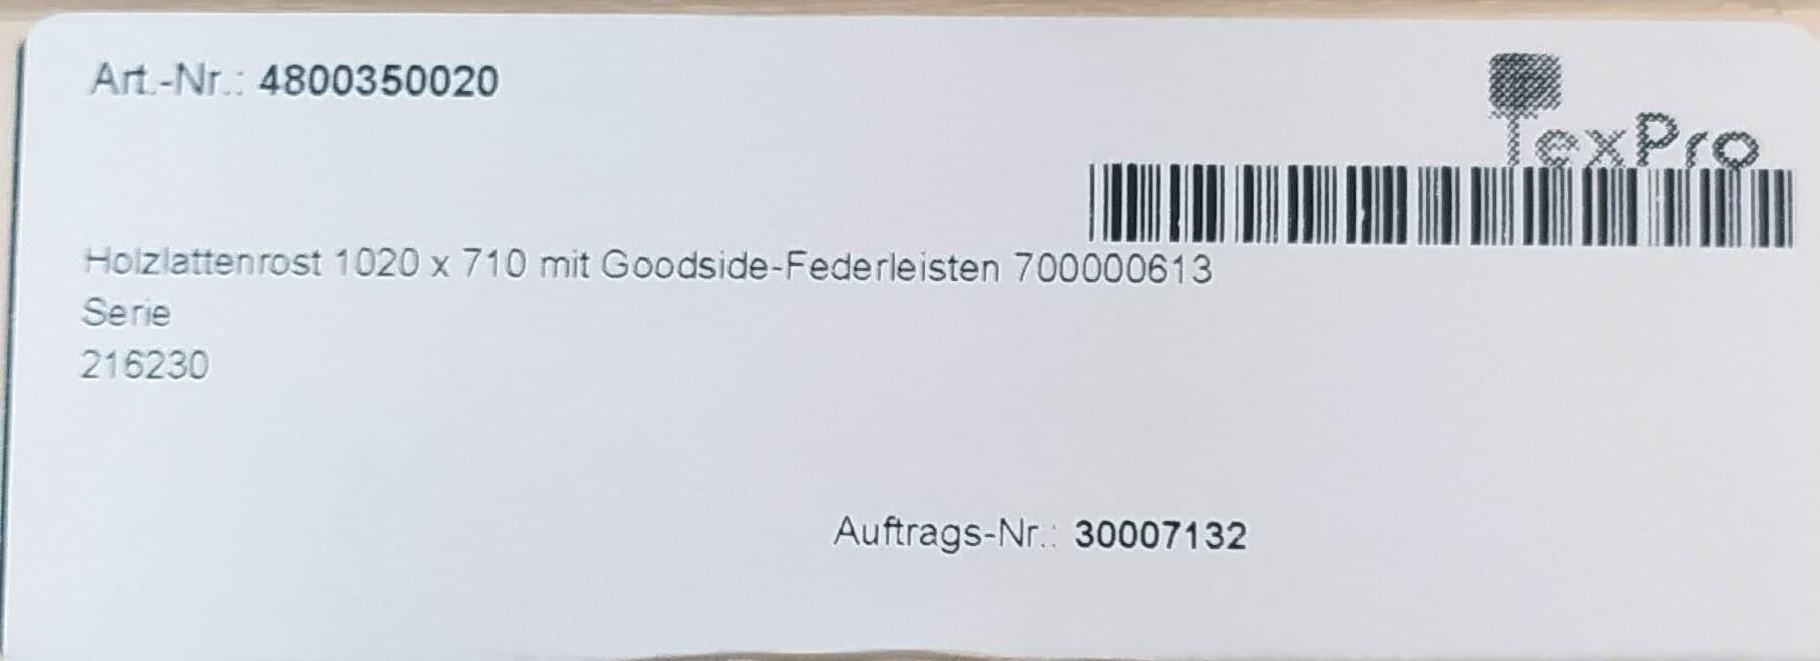 Art.-Nr.: 4800350020
TexPro
Holzlattenrost 1020 x 710 mit Goodside-Federleisten 700000613
Serie
216230
Auftrags-Nr.: 30007132